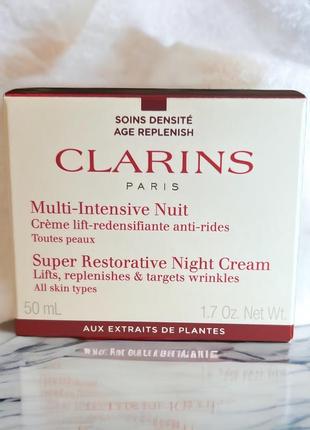 SOINS DENSITÉ
AGE REPLENISH
CLARINS
PARIS
Multi-Intensive Nuit
Crème lift-redensifiante anti-rides
Toutes peaux
Super Restorative Night Cream
Lifts, replenishes & targets wrinkles
All skin types
50 mL 1.7 Oz. Net Wt.
AUX EXTRAITS DE PLANTES